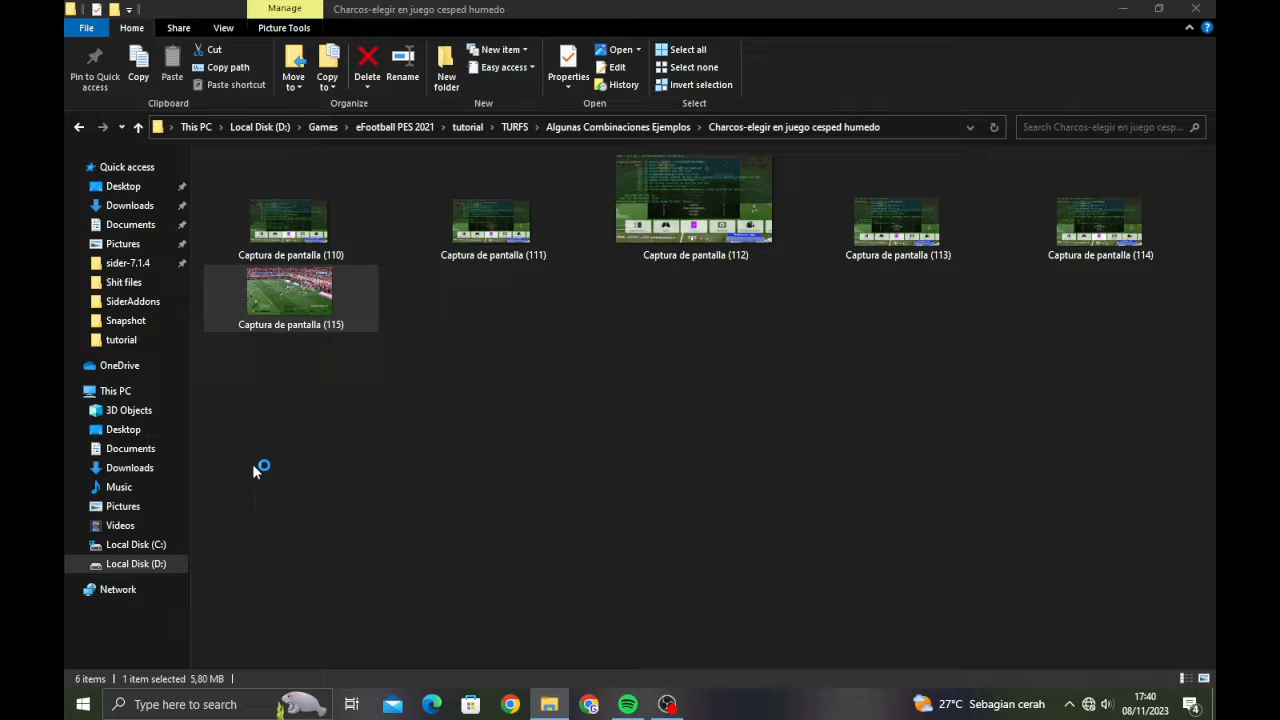 Manage
Charcos-elegir en juego cesped humedo
File
Home
Share
View
Picture Tools
Pin to Quick access
Copy
Paste
Cut
Copy path
Paste shortcut
Clipboard
Move to
Copy to
Delete
Rename
Organize
New folder
New item
Easy access
New
Properties
Open
Edit
History
Open
Select all
Select none
Invert selection
Select
This PC > Local Disk (D:) > Games > eFootball PES 2021 > tutorial > TURFS > Algunas Combinaciones Ejemplos > Charcos-elegir en juego cesped humedo
Search Charcos-elegir en juego cesp...
Quick access
Desktop
Downloads
Documents
Pictures
sider-7.1.4
Shit files
SiderAddons
Snapshot
tutorial
OneDrive
This PC
3D Objects
Desktop
Documents
Downloads
Music
Pictures
Videos
Local Disk (C:)
Local Disk (D:)
Network
Captura de pantalla (110)
Captura de pantalla (111)
Captura de pantalla (112)
Captura de pantalla (113)
Captura de pantalla (114)
Captura de pantalla (115)
6 items
1 item selected 5,80 MB
Type here to search
27°C Sebagian cerah
17:40
08/11/2023
4